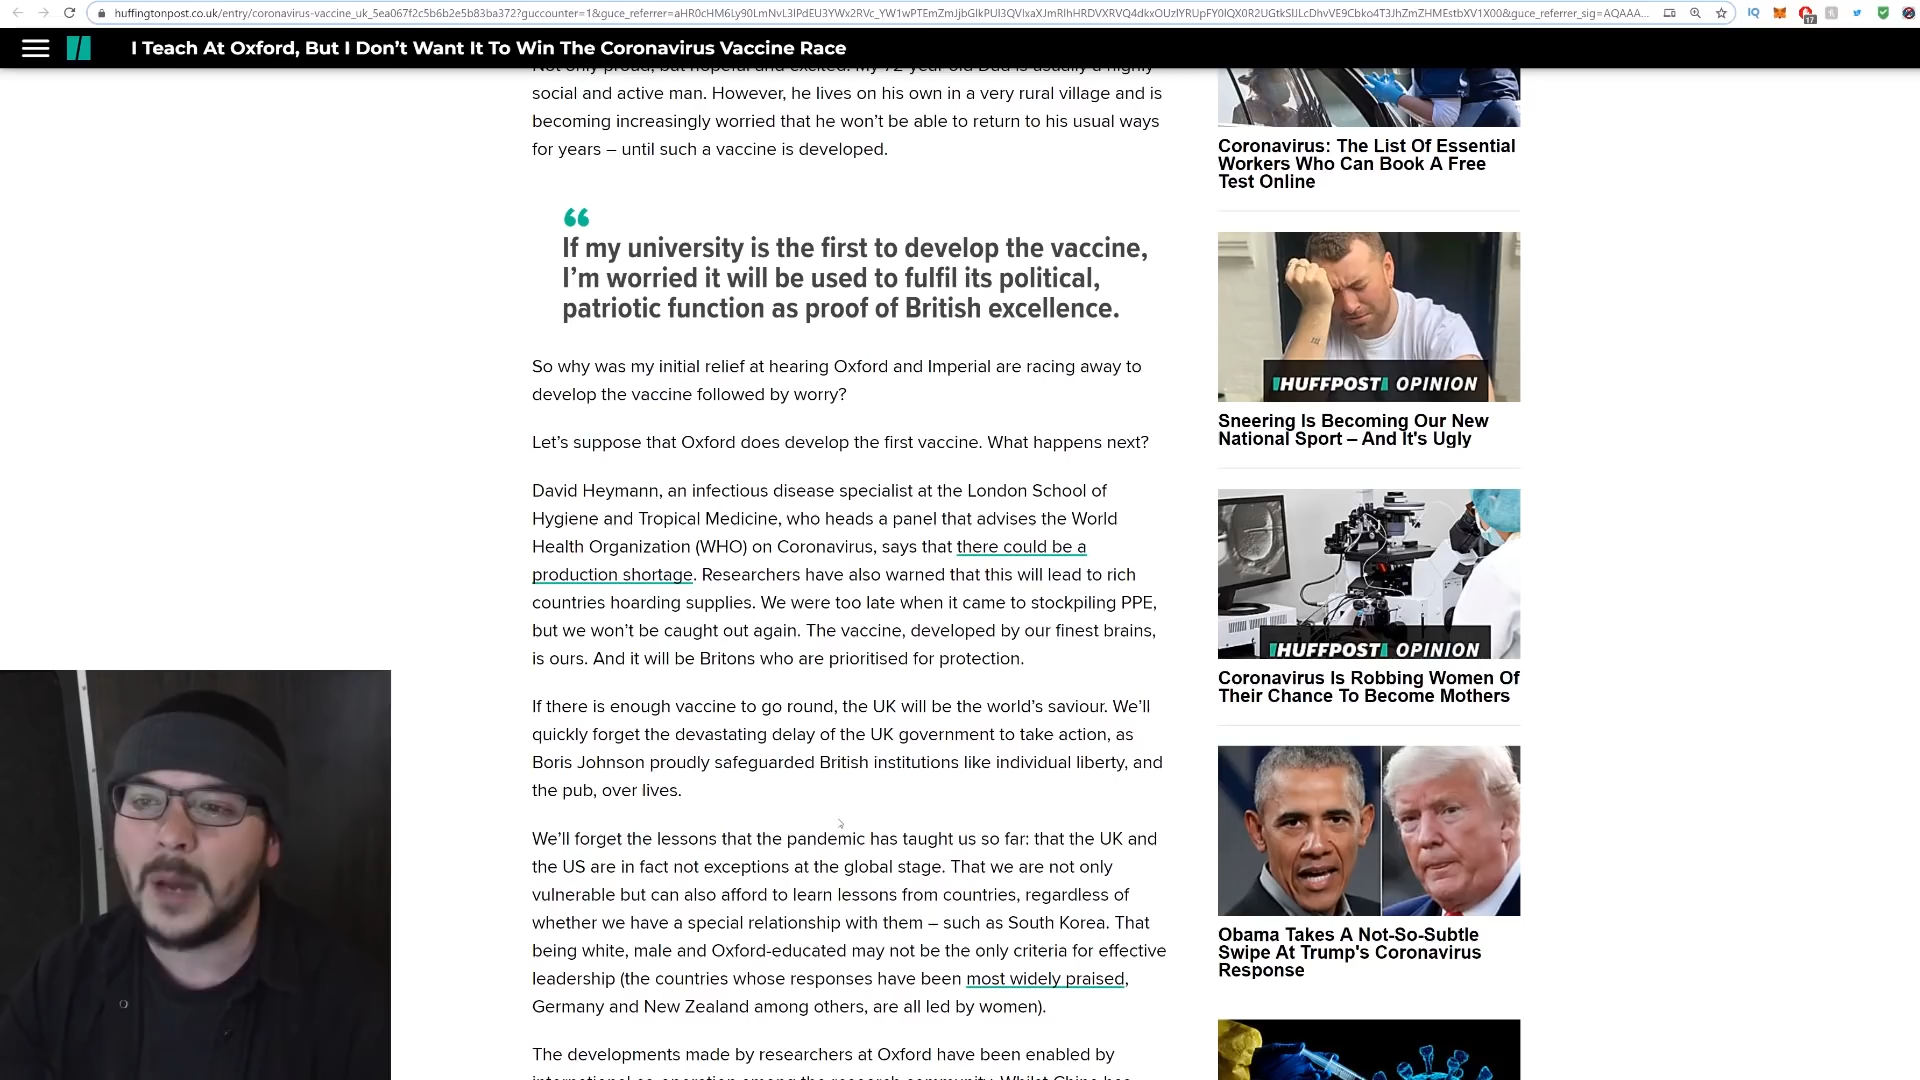 I Teach At Oxford, But I Don't Want It To Win The Coronavirus Vaccine Race
Not only proud, but hopeful and excited. My 72-year-old Dad is usually a highly
social and active man. However, he lives on his own in a very rural village and is
becoming increasingly worried that he won't be able to return to his usual ways
for years – until such a vaccine is developed.
“
If my university is the first to develop the vaccine,
I'm worried it will be used to fulfil its political,
patriotic function as proof of British excellence.
So why was my initial relief at hearing Oxford and Imperial are racing away to
develop the vaccine followed by worry?
Let's suppose that Oxford does develop the first vaccine. What happens next?
David Heymann, an infectious disease specialist at the London School of
Hygiene and Tropical Medicine, who heads a panel that advises the World
Health Organization (WHO) on Coronavirus, says that there could be a
production shortage. Researchers have also warned that this will lead to rich
countries hoarding supplies. We were too late when it came to stockpiling PPE,
but we won't be caught out again. The vaccine, developed by our finest brains,
is ours. And it will be Britons who are prioritised for protection.
If there is enough vaccine to go round, the UK will be the world's saviour. We'll
quickly forget the devastating delay of the UK government to take action, as
Boris Johnson proudly safeguarded British institutions like individual liberty, and
the pub, over lives.
We'll forget the lessons that the pandemic has taught us so far: that the UK and
the US are in fact not exceptions at the global stage. That we are not only
vulnerable but can also afford to learn lessons from countries, regardless of
whether we have a special relationship with them – such as South Korea. That
being white, male and Oxford-educated may not be the only criteria for effective
leadership (the countries whose responses have been most widely praised,
Germany and New Zealand among others, are all led by women).
The developments made by researchers at Oxford have been enabled by
Coronavirus: The List Of Essential
Workers Who Can Book A Free
Test Online
HUFFPOST OPINION
Sneering Is Becoming Our New
National Sport – And It's Ugly
HUFFPOST OPINION
Coronavirus Is Robbing Women Of
Their Chance To Become Mothers
Obama Takes A Not-So-Subtle
Swipe At Trump's Coronavirus
Response